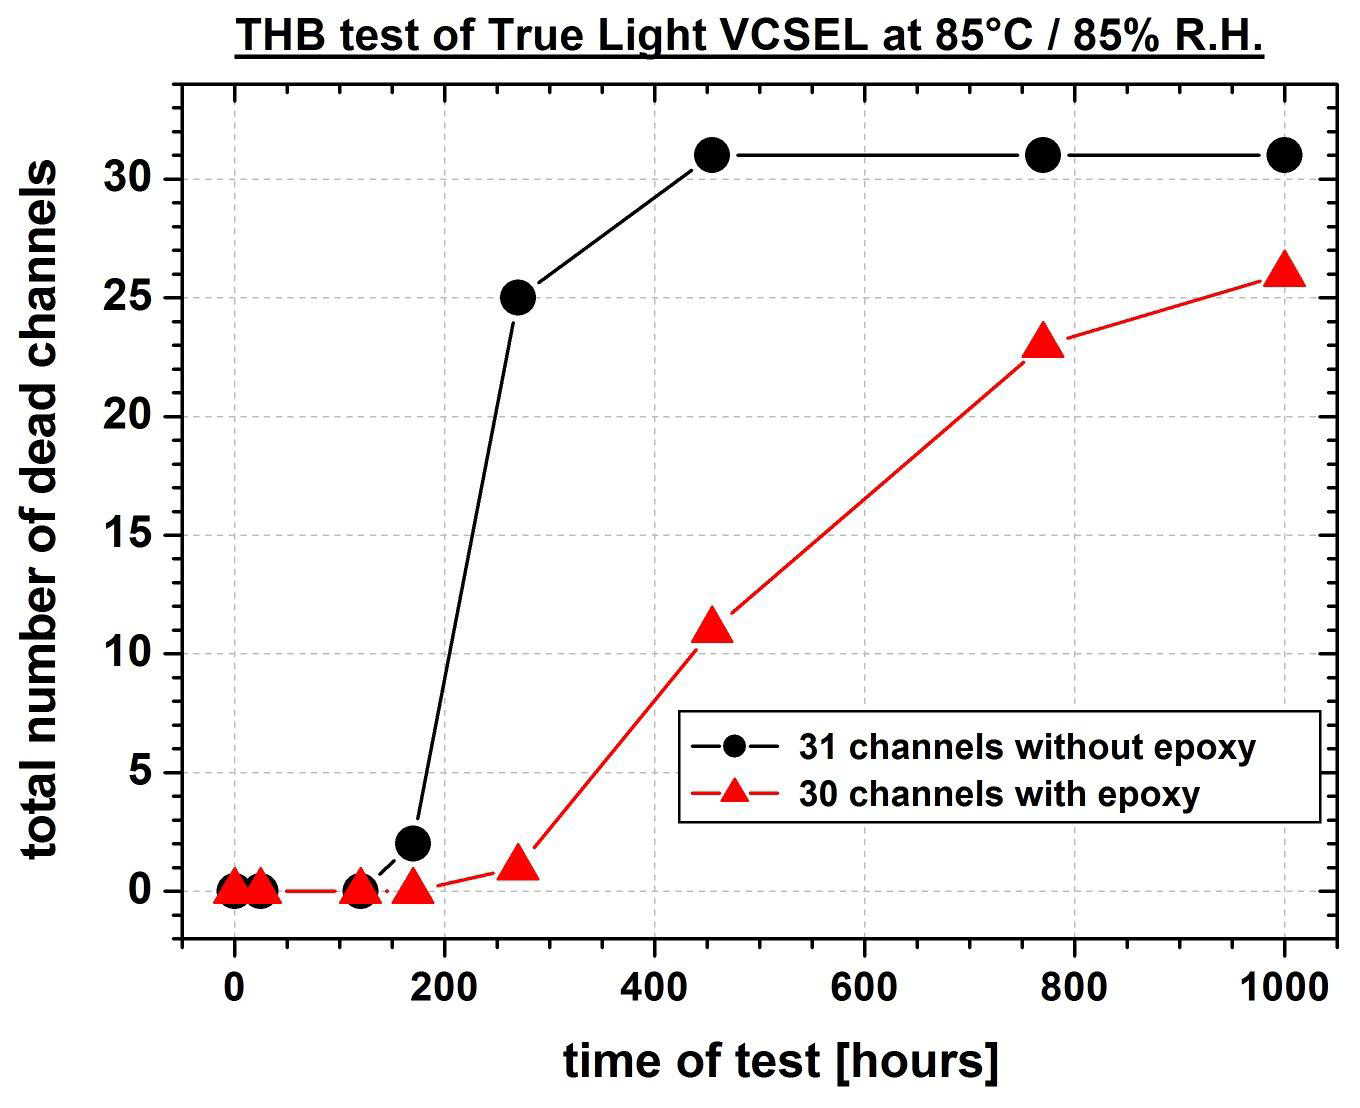 THB test of True Light VCSEL at 85°C / 85% R.H.
total number of dead channels
30
25
20
15
10
5
0
31 channels without epoxy
30 channels with epoxy
0 200 400 600 800 1000
time of test [hours]